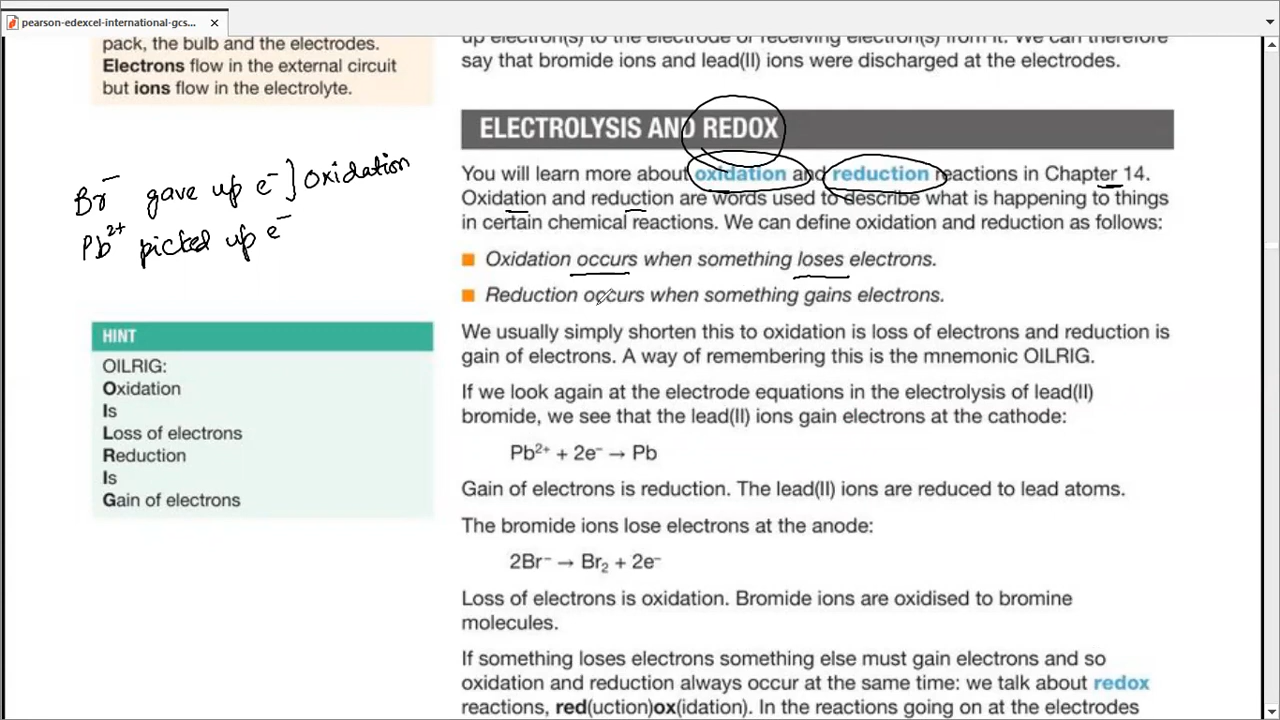 pearson-edexcel-international-gcs...
pack, the bulb and the electrodes.
Electrons flow in the external circuit
but ions flow in the electrolyte.
up electron(s) to the electrode or receiving electron(s) from it. We can therefore
say that bromide ions and lead(II) ions were discharged at the electrodes.
ELECTROLYSIS AND REDOX
You will learn more about oxidation and reduction reactions in Chapter 14.
Oxidation and reduction are words used to describe what is happening to things
in certain chemical reactions. We can define oxidation and reduction as follows:
■ Oxidation occurs when something loses electrons.
■ Reduction occurs when something gains electrons.
Br⁻ gave up e⁻] Oxidation
Pb²⁺ picked up e⁻
HINT
OILRIG:
Oxidation
Is
Loss of electrons
Reduction
Is
Gain of electrons
We usually simply shorten this to oxidation is loss of electrons and reduction is
gain of electrons. A way of remembering this is the mnemonic OILRIG.
If we look again at the electrode equations in the electrolysis of lead(II)
bromide, we see that the lead(II) ions gain electrons at the cathode:
Pb²⁺ + 2e⁻ → Pb
Gain of electrons is reduction. The lead(II) ions are reduced to lead atoms.
The bromide ions lose electrons at the anode:
2Br⁻ → Br₂ + 2e⁻
Loss of electrons is oxidation. Bromide ions are oxidised to bromine
molecules.
If something loses electrons something else must gain electrons and so
oxidation and reduction always occur at the same time: we talk about redox
reactions, red(uction)ox(idation). In the reactions going on at the electrodes